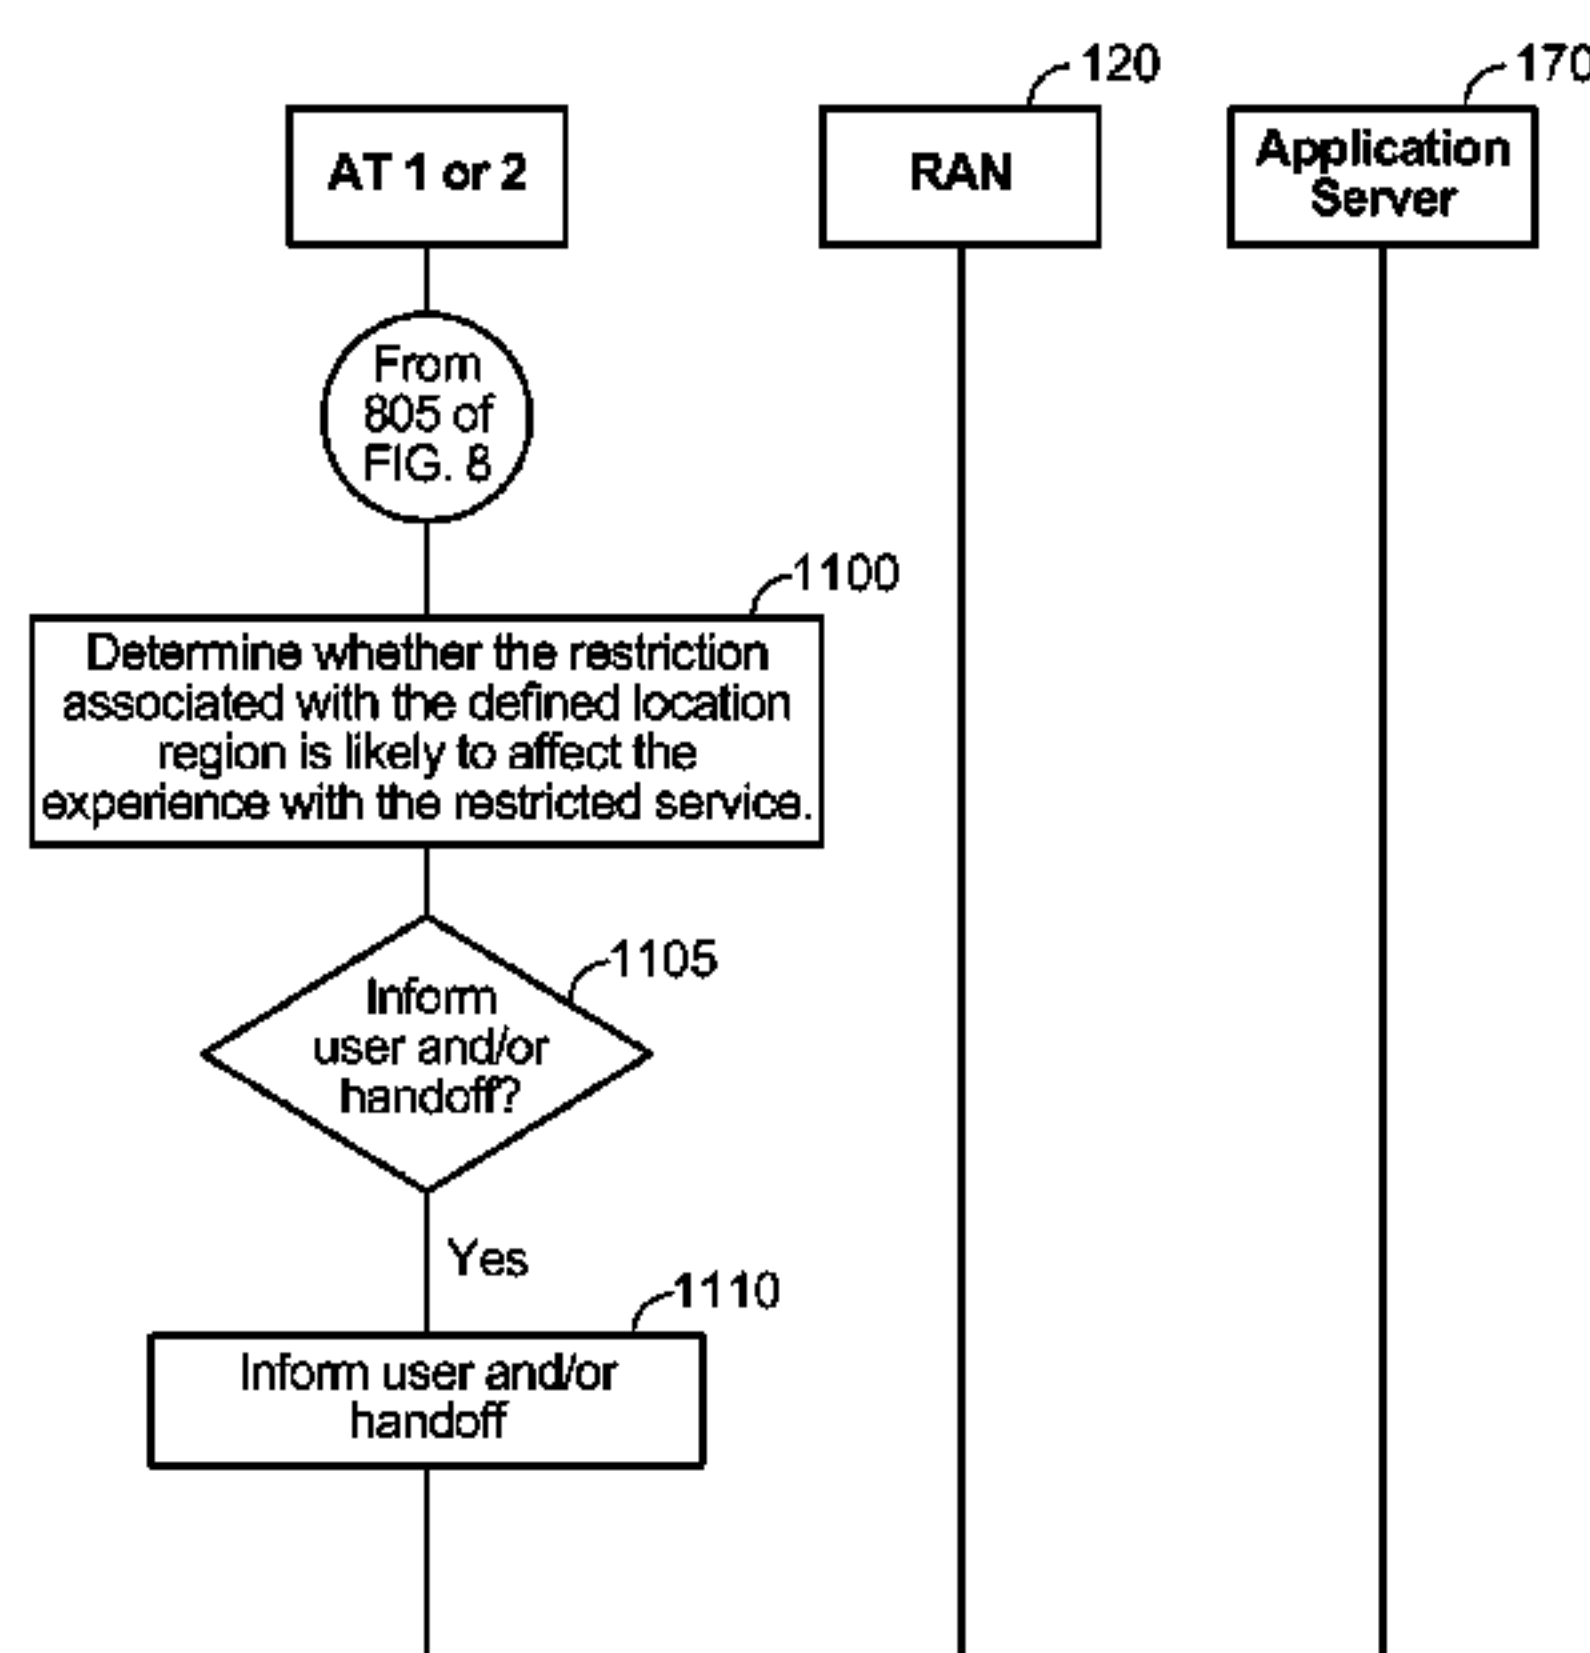 120
170
AT 1 or 2
RAN
Application
Server
From
805 of
FIG. 8
1100
Determine whether the restriction
associated with the defined location
region is likely to affect the
experience with the restricted service.
1105
Inform
user and/or
handoff?
Yes
1110
Inform user and/or
handoff